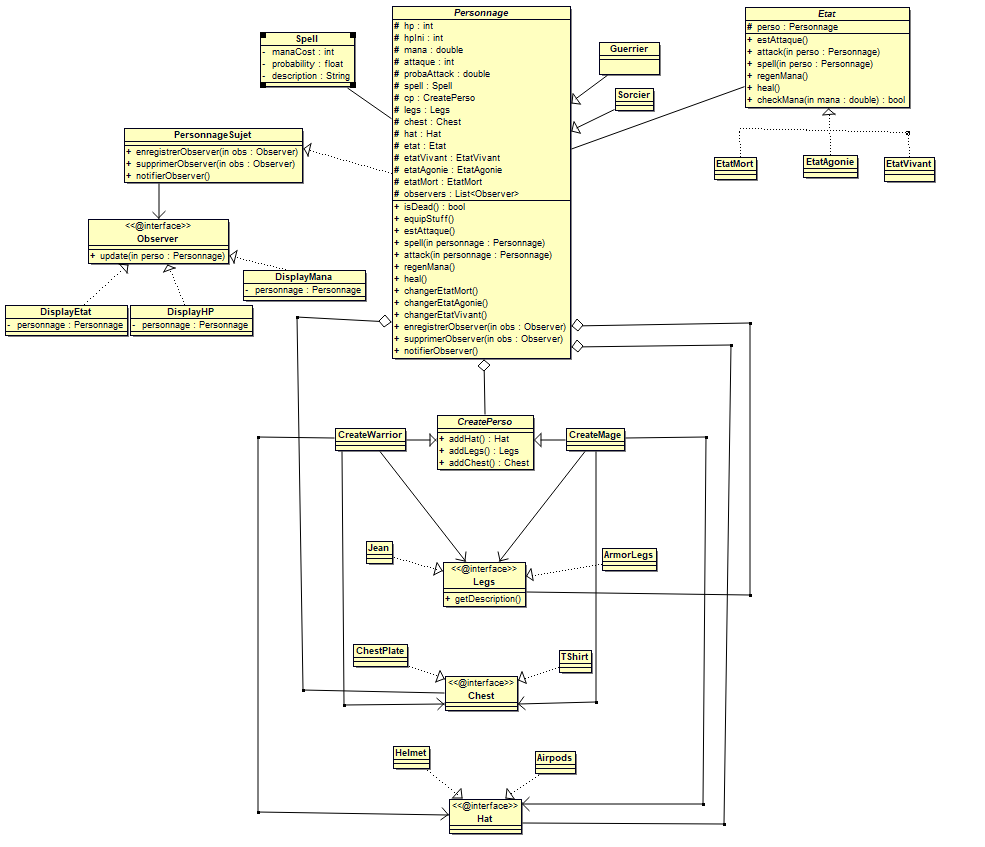 Personnage
# hp : int
# hpIni : int
# mana : double
# attaque : int
# probaAttack : double
# spell : Spell
# cp : CreatePerso
# legs : Legs
# chest : Chest
# hat : Hat
# etat : Etat
# etatVivant : EtatVivant
# etatAgonie : EtatAgonie
# etatMort : EtatMort
# observers : List<Observer>
+ isDead() : bool
+ equipStuff()
+ estAttaque()
+ spell(in personnage : Personnage)
+ attack(in personnage : Personnage)
+ regenMana()
+ heal()
+ changerEtatMort()
+ changerEtatAgonie()
+ changerEtatVivant()
+ enregistrerObserver(in obs : Observer)
+ supprimerObserver(in obs : Observer)
+ notifierObserver()
Spell
- manaCost : int
- probability : float
- description : String
Guerrier
Sorcier
Etat
# perso : Personnage
+ estAttaque()
+ attack(in perso : Personnage)
+ spell(in perso : Personnage)
+ regenMana()
+ heal()
+ checkMana(in mana : double) : bool
EtatMort
EtatAgonie
EtatVivant
PersonnageSujet
+ enregistrerObserver(in obs : Observer)
+ supprimerObserver(in obs : Observer)
+ notifierObserver()
<<@interface>>
Observer
+ update(in perso : Personnage)
DisplayMana
- personnage : Personnage
DisplayEtat
- personnage : Personnage
DisplayHP
- personnage : Personnage
CreatePerso
+ addHat() : Hat
+ addLegs() : Legs
+ addChest() : Chest
CreateWarrior
CreateMage
Jean
ArmorLegs
<<@interface>>
Legs
+ getDescription()
ChestPlate
TShirt
<<@interface>>
Chest
Helmet
Airpods
<<@interface>>
Hat